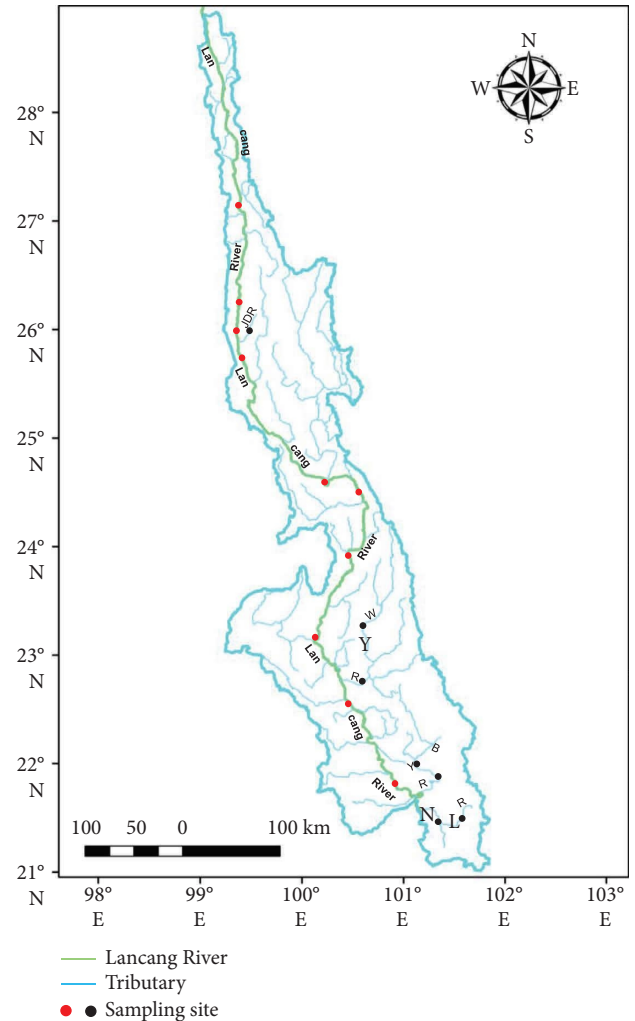 N
W E
S
28°
N
27°
N
26°
N
25°
N
24°
N
23°
N
22°
N
21°
N
Lan
cang
River
JDR
Lan
cang
River
W
Y
R
Lan
cang
River
B
Y
R
N
L
R
100 50 0 100 km
98° 99° 100° 101° 102° 103°
E E E E E E
Lancang River
Tributary
Sampling site